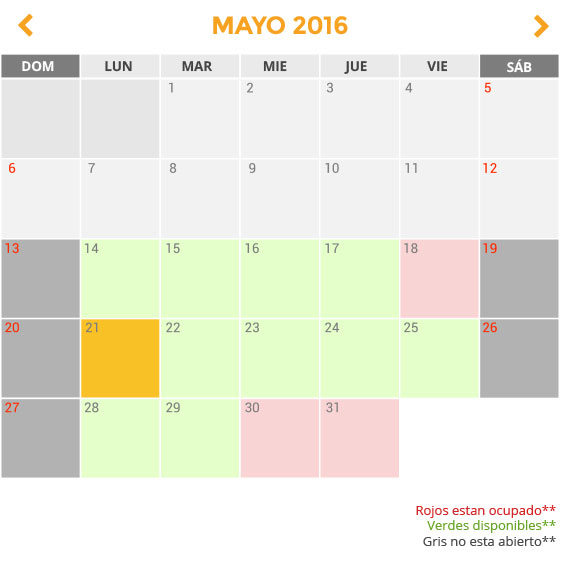 MAYO 2016
DOM LUN MAR MIE JUE VIE SÁB
1 2 3 4 5
6 7 8 9 10 11 12
13 14 15 16 17 18 19
20 21 22 23 24 25 26
27 28 29 30 31
Rojos estan ocupado**
Verdes disponibles**
Gris no esta abierto**